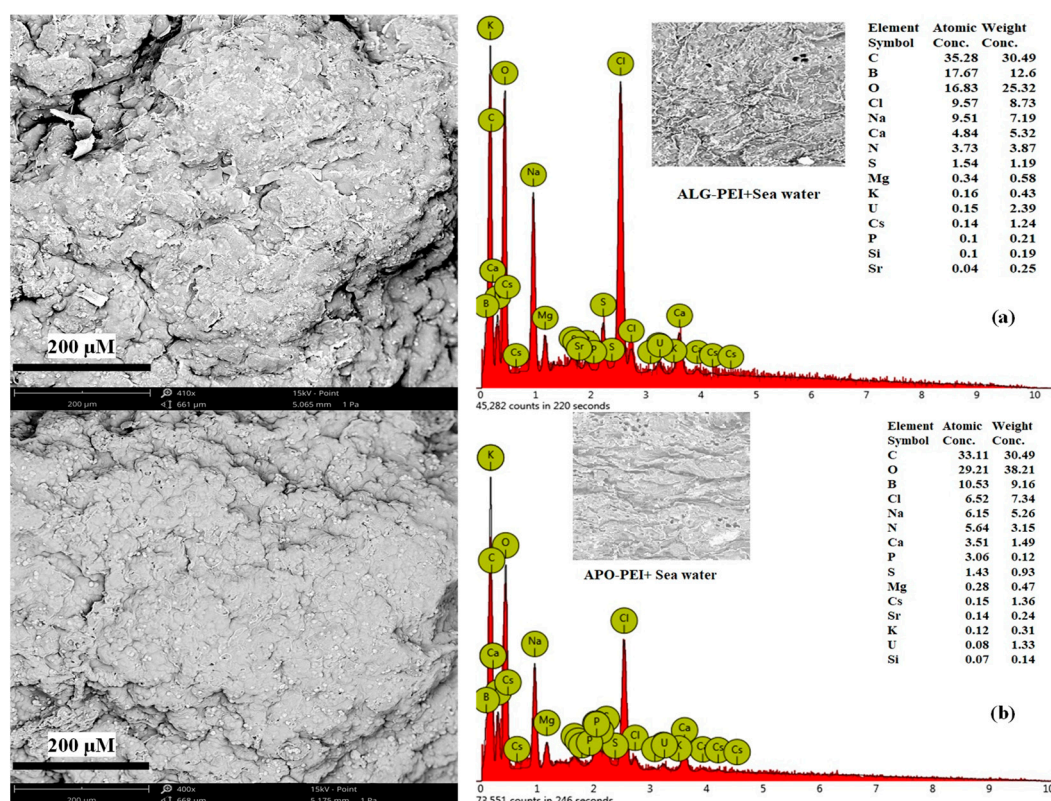 200 μM
200 μm 410x 15kV - Point
661 μm 5.065 mm 1 Pa
K
O
C
Cl
Na
Ca
Cs
B
Mg
S
Cl
Ca
Cs
Sr
P
S
U
Cs
Cs
0 1 2 3 4 5 6 7 8 9 10
45,282 counts in 220 seconds
ALG-PEI+Sea water
Element Atomic Weight
Symbol Conc. Conc.
C 35.28 30.49
B 17.67 12.6
O 16.83 25.32
Cl 9.57 8.73
Na 9.51 7.19
Ca 4.84 5.32
N 3.73 3.87
S 1.54 1.19
Mg 0.34 0.58
K 0.16 0.43
U 0.15 2.39
Cs 0.14 1.24
P 0.1 0.21
Si 0.1 0.19
Sr 0.04 0.25
(a)
200 μM
200 μm 400x 15kV - Point
668 μm 5.175 mm 1 Pa
K
O
C
Cl
Na
Ca
Cs
B
Mg
P
Cl
Ca
Cs
P
S
U
K
Cs
Cs
0 1 2 3 4 5 6 7 8 9 10
73,551 counts in 246 seconds
APO-PEI+ Sea water
Element Atomic Weight
Symbol Conc. Conc.
C 33.11 30.49
O 29.21 38.21
B 10.53 9.16
Cl 6.52 7.34
Na 6.15 5.26
N 5.64 3.15
Ca 3.51 1.49
P 3.06 0.12
S 1.43 0.93
Mg 0.28 0.47
Cs 0.15 1.36
Sr 0.14 0.24
K 0.12 0.31
U 0.08 1.33
Si 0.07 0.14
(b)